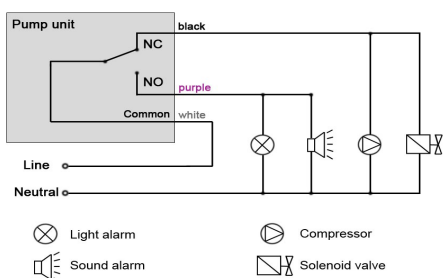 Pump unit
black
NC
NO
purple
Common
white
Line
Neutral
Light alarm
Compressor
Sound alarm
Solenoid valve